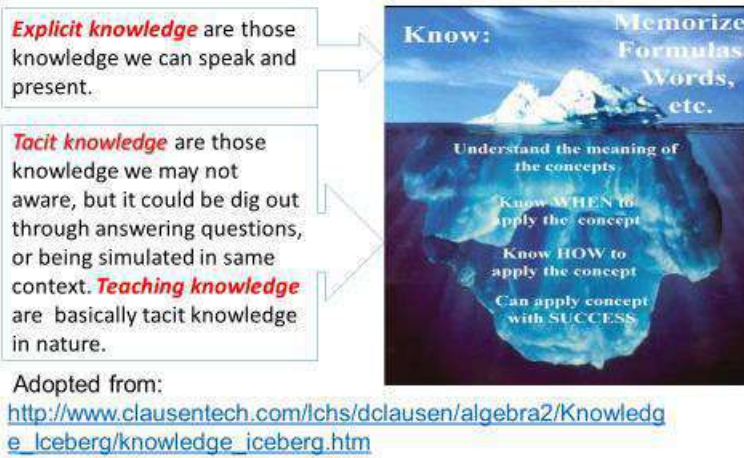 Explicit knowledge are those
knowledge we can speak and
present.
Tacit knowledge are those
knowledge we may not
aware, but it could be dig out
through answering questions,
or being simulated in same
context. Teaching knowledge
are basically tacit knowledge
in nature.
Know:
Memorize
Formulas
Words,
etc.
Understand the meaning of
the concepts
Know WHEN to
apply the concept
Know HOW to
apply the concept
Can apply concept
with SUCCESS
Adopted from:
http://www.clausentech.com/lchs/dclausen/algebra2/Knowledg
e_Iceberg/knowledge_iceberg.htm